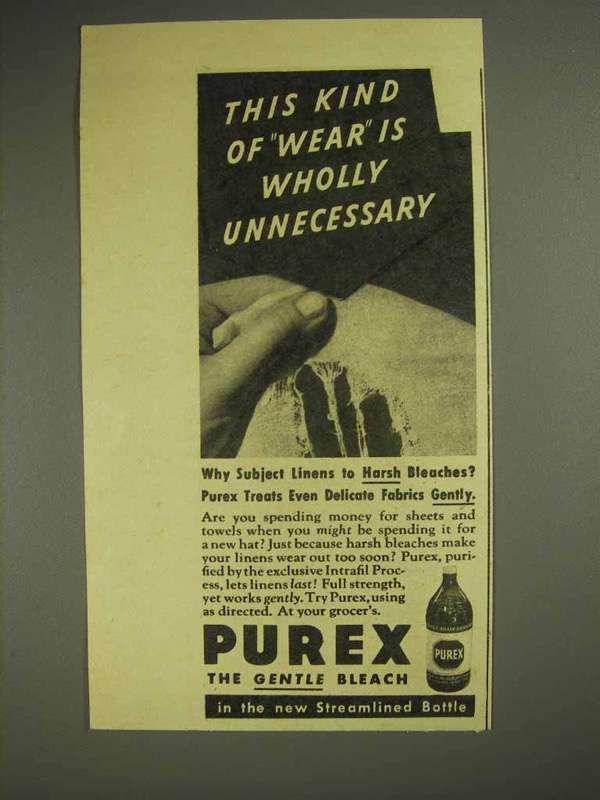 THIS KIND
OF "WEAR" IS
WHOLLY
UNNECESSARY
Why Subject Linens to Harsh Bleaches?
Purex Treats Even Delicate Fabrics Gently.
Are you spending money for sheets and
towels when you might be spending it for
a new hat? Just because harsh bleaches make
your linens wear out too soon? Purex, puri-
fied by the exclusive Intrafil Proc-
ess, lets linens last! Full strength,
yet works gently. Try Purex, using
as directed. At your grocer's.
PUREX
PUREX
THE GENTLE BLEACH
in the new Streamlined Bottle